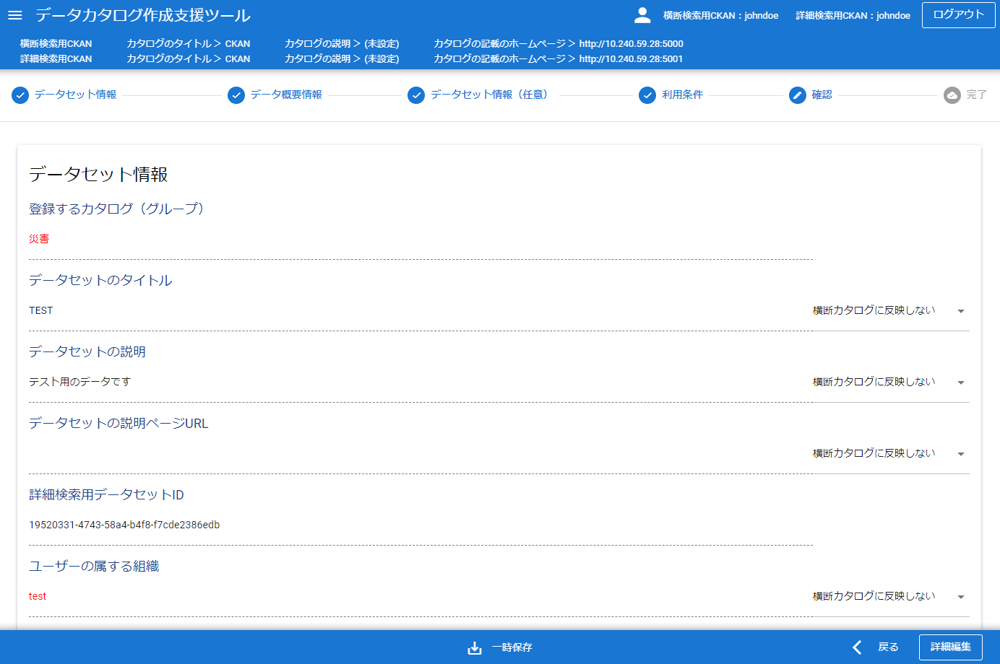 データカタログ作成支援ツール
横断検索用CKAN：johndoe 詳細検索用CKAN：johndoe ログアウト
横断検索用CKAN カタログのタイトル > CKAN カタログの説明 > (未設定) カタログの記載のホームページ > http://10.240.59.28:5000
詳細検索用CKAN カタログのタイトル > CKAN カタログの説明 > (未設定) カタログの記載のホームページ > http://10.240.59.28:5001
データセット情報 データ概要情報 データセット情報（任意） 利用条件 確認 完了
データセット情報
登録するカタログ（グループ）
災害
データセットのタイトル
TEST 横断カタログに反映しない
データセットの説明
テスト用のデータです 横断カタログに反映しない
データセットの説明ページURL
横断カタログに反映しない
詳細検索用データセットID
19520331-4743-58a4-b4f8-f7cde2386edb
ユーザーの属する組織
test 横断カタログに反映しない
一時保存 戻る 詳細編集